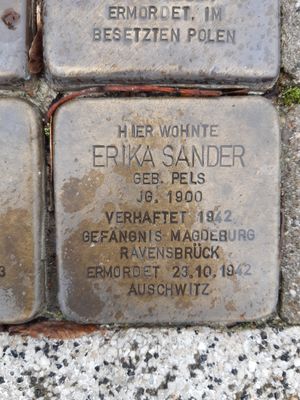 ERMORDET IM
BESETZTEN POLEN
HIER WOHNTE
ERIKA SANDER
GEB. PELS
JG. 1900
VERHAFTET 1942
GEFÄNGNIS MAGDEBURG
RAVENSBRÜCK
ERMORDET 23.10.1942
AUSCHWITZ
3